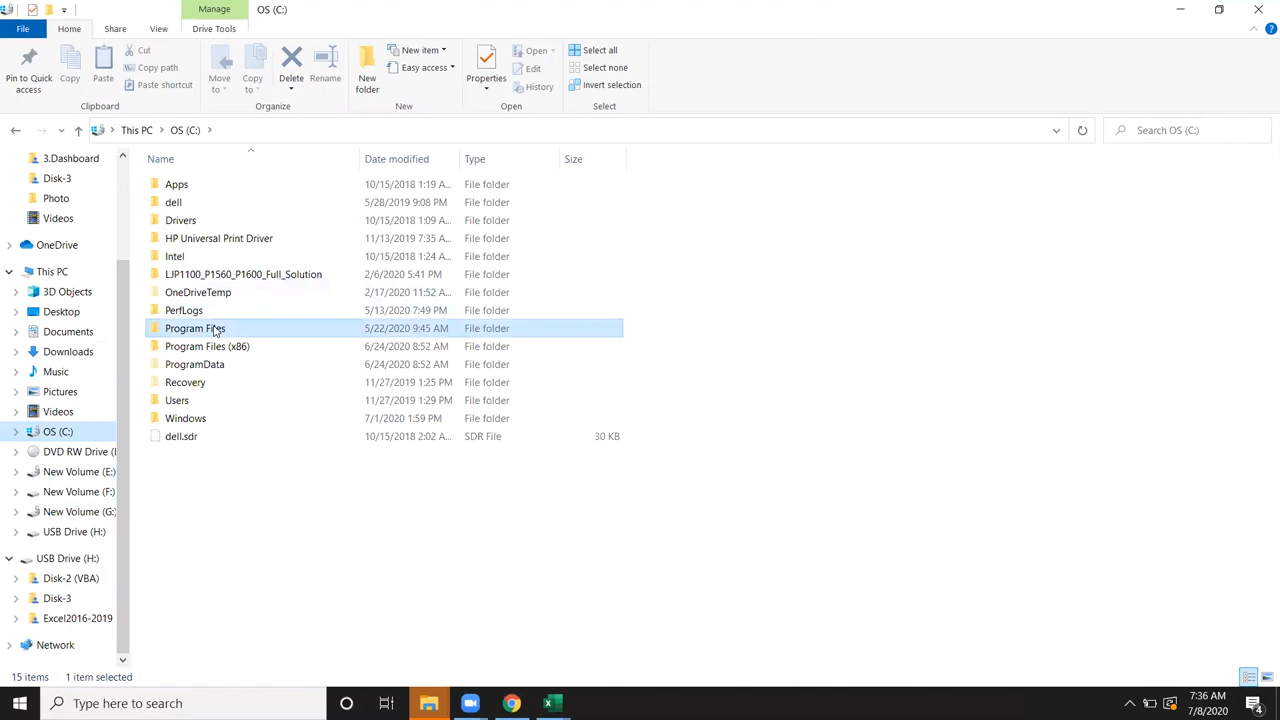 Manage
OS (C:)
File
Home
Share
View
Drive Tools
Pin to Quick access
Copy
Paste
Cut
Copy path
Paste shortcut
Clipboard
Move to
Copy to
Delete
Rename
Organize
New folder
New item
Easy access
New
Properties
Open
Edit
History
Open
Select all
Select none
Invert selection
Select
This PC > OS (C:) >
Search OS (C:)
3.Dashboard
Disk-3
Photo
Videos
OneDrive
This PC
3D Objects
Desktop
Documents
Downloads
Music
Pictures
Videos
OS (C:)
DVD RW Drive (
New Volume (E:)
New Volume (F:)
New Volume (G:)
USB Drive (H:)
USB Drive (H:)
Disk-2 (VBA)
Disk-3
Excel2016-2019
Network
Name Date modified Type Size
Apps 10/15/2018 1:19 A... File folder
dell 5/28/2019 9:08 PM File folder
Drivers 10/15/2018 1:09 A... File folder
HP Universal Print Driver 11/13/2019 7:35 A... File folder
Intel 10/15/2018 1:24 A... File folder
LJP1100_P1560_P1600_Full_Solution 2/6/2020 5:41 PM File folder
OneDriveTemp 2/17/2020 11:52 A... File folder
PerfLogs 5/13/2020 7:49 PM File folder
Program Files 5/22/2020 9:45 AM File folder
Program Files (x86) 6/24/2020 8:52 AM File folder
ProgramData 6/24/2020 8:52 AM File folder
Recovery 11/27/2019 1:25 PM File folder
Users 11/27/2019 1:29 PM File folder
Windows 7/1/2020 1:59 PM File folder
dell.sdr 10/15/2018 2:02 A... SDR File 30 KB
15 items 1 item selected
Type here to search
7:36 AM
7/8/2020
4